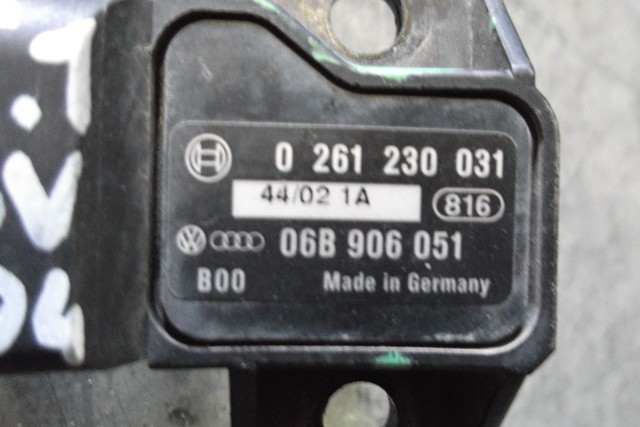 0 261 230 031
44/02 1A
816
06B 906 051
B00 Made in Germany